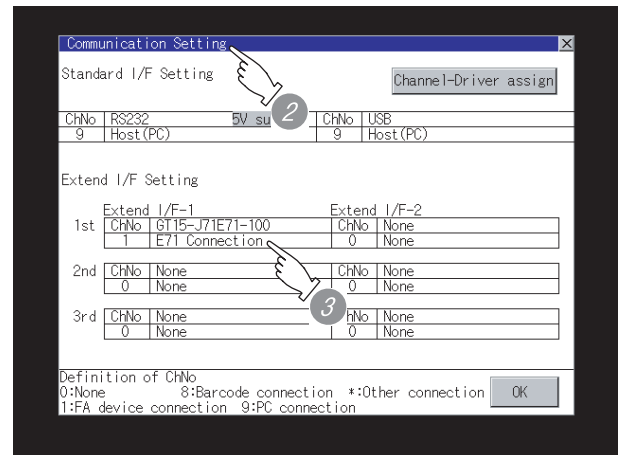 Communication Setting
Standard I/F Setting
Channel-Driver assign
ChNo RS232 5V su ChNo USB
9 Host(PC) 9 Host(PC)
2
Extend I/F Setting
Extend I/F-1 Extend I/F-2
1st ChNo GT15-J71E71-100 ChNo None
1 E71 Connection 0 None
2nd ChNo None ChNo None
0 None 0 None
3
3rd ChNo None hNo None
0 None 0 None
Definition of ChNo
0:None 8:Barcode connection *:Other connection OK
1:FA device connection 9:PC connection